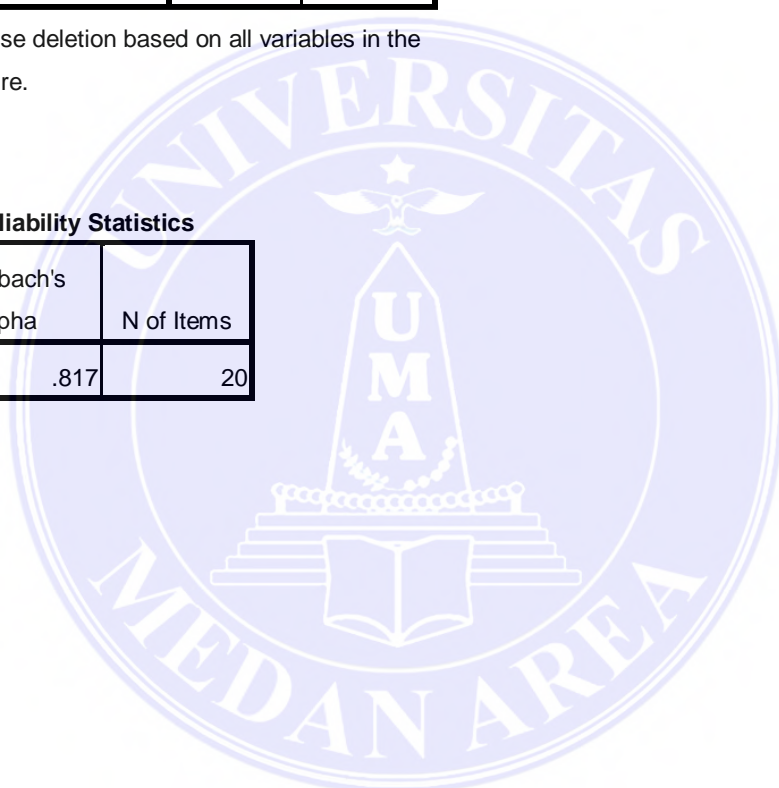 se deletion based on all variables in the
re.
liability Statistics
bach's
pha
N of Items
.817
20
UNIVERSITAS
UMA
MEDAN AREA